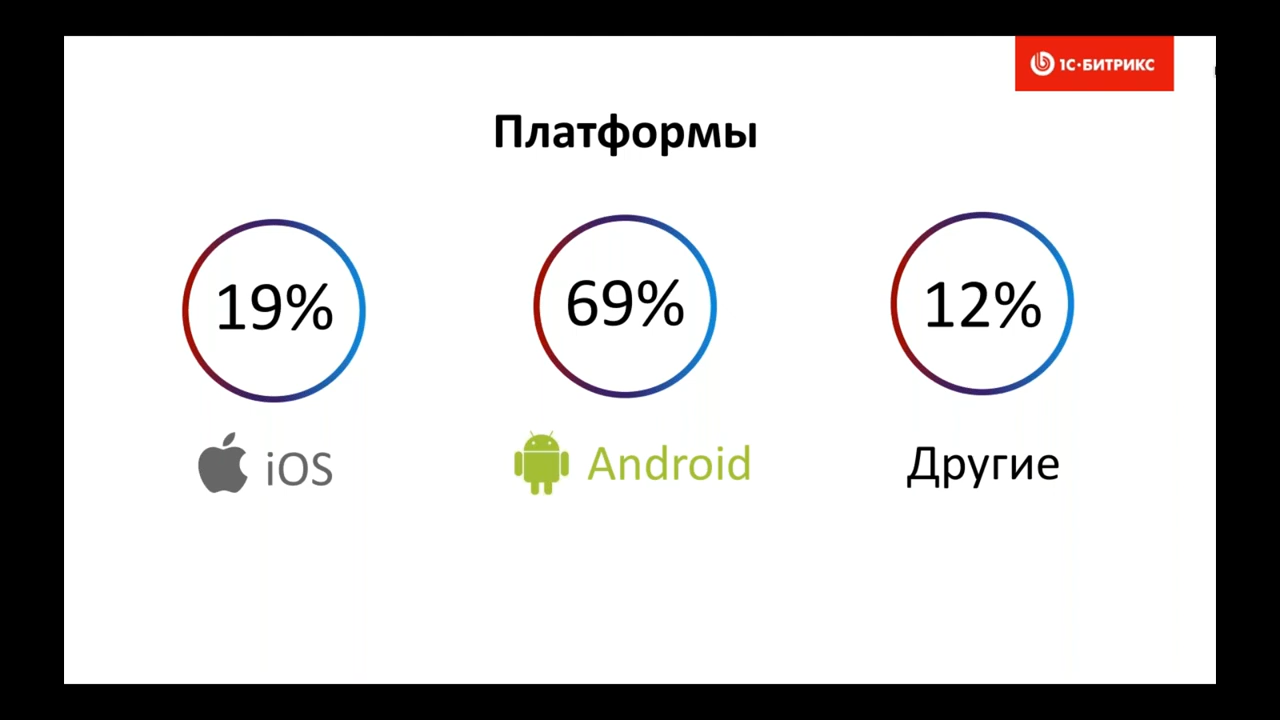 1С·БИТРИКС
Платформы
19%
69%
12%
iOS
Android
Другие